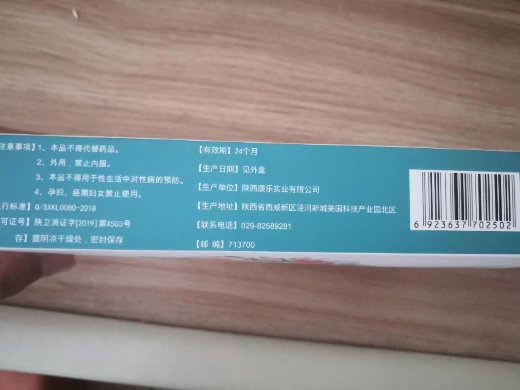 注意事项】1、本品不得代替药品。
2、外用，禁止内服。
3、本品不得用于性生活中对性病的预防。
4、孕妇、经期妇女禁止使用。
行标准】Q/SXKL0080-2018
可证号】陕卫消证字[2019]第X503号
存】置阴凉干燥处，密封保存
【有效期】24个月
【生产日期】见外盒
【生产单位】陕西康乐实业有限公司
【生产地址】陕西省西咸新区泾河新城美国科技产业园北区
【联系电话】029-82589281
【邮 编】713700
6 923637 702502